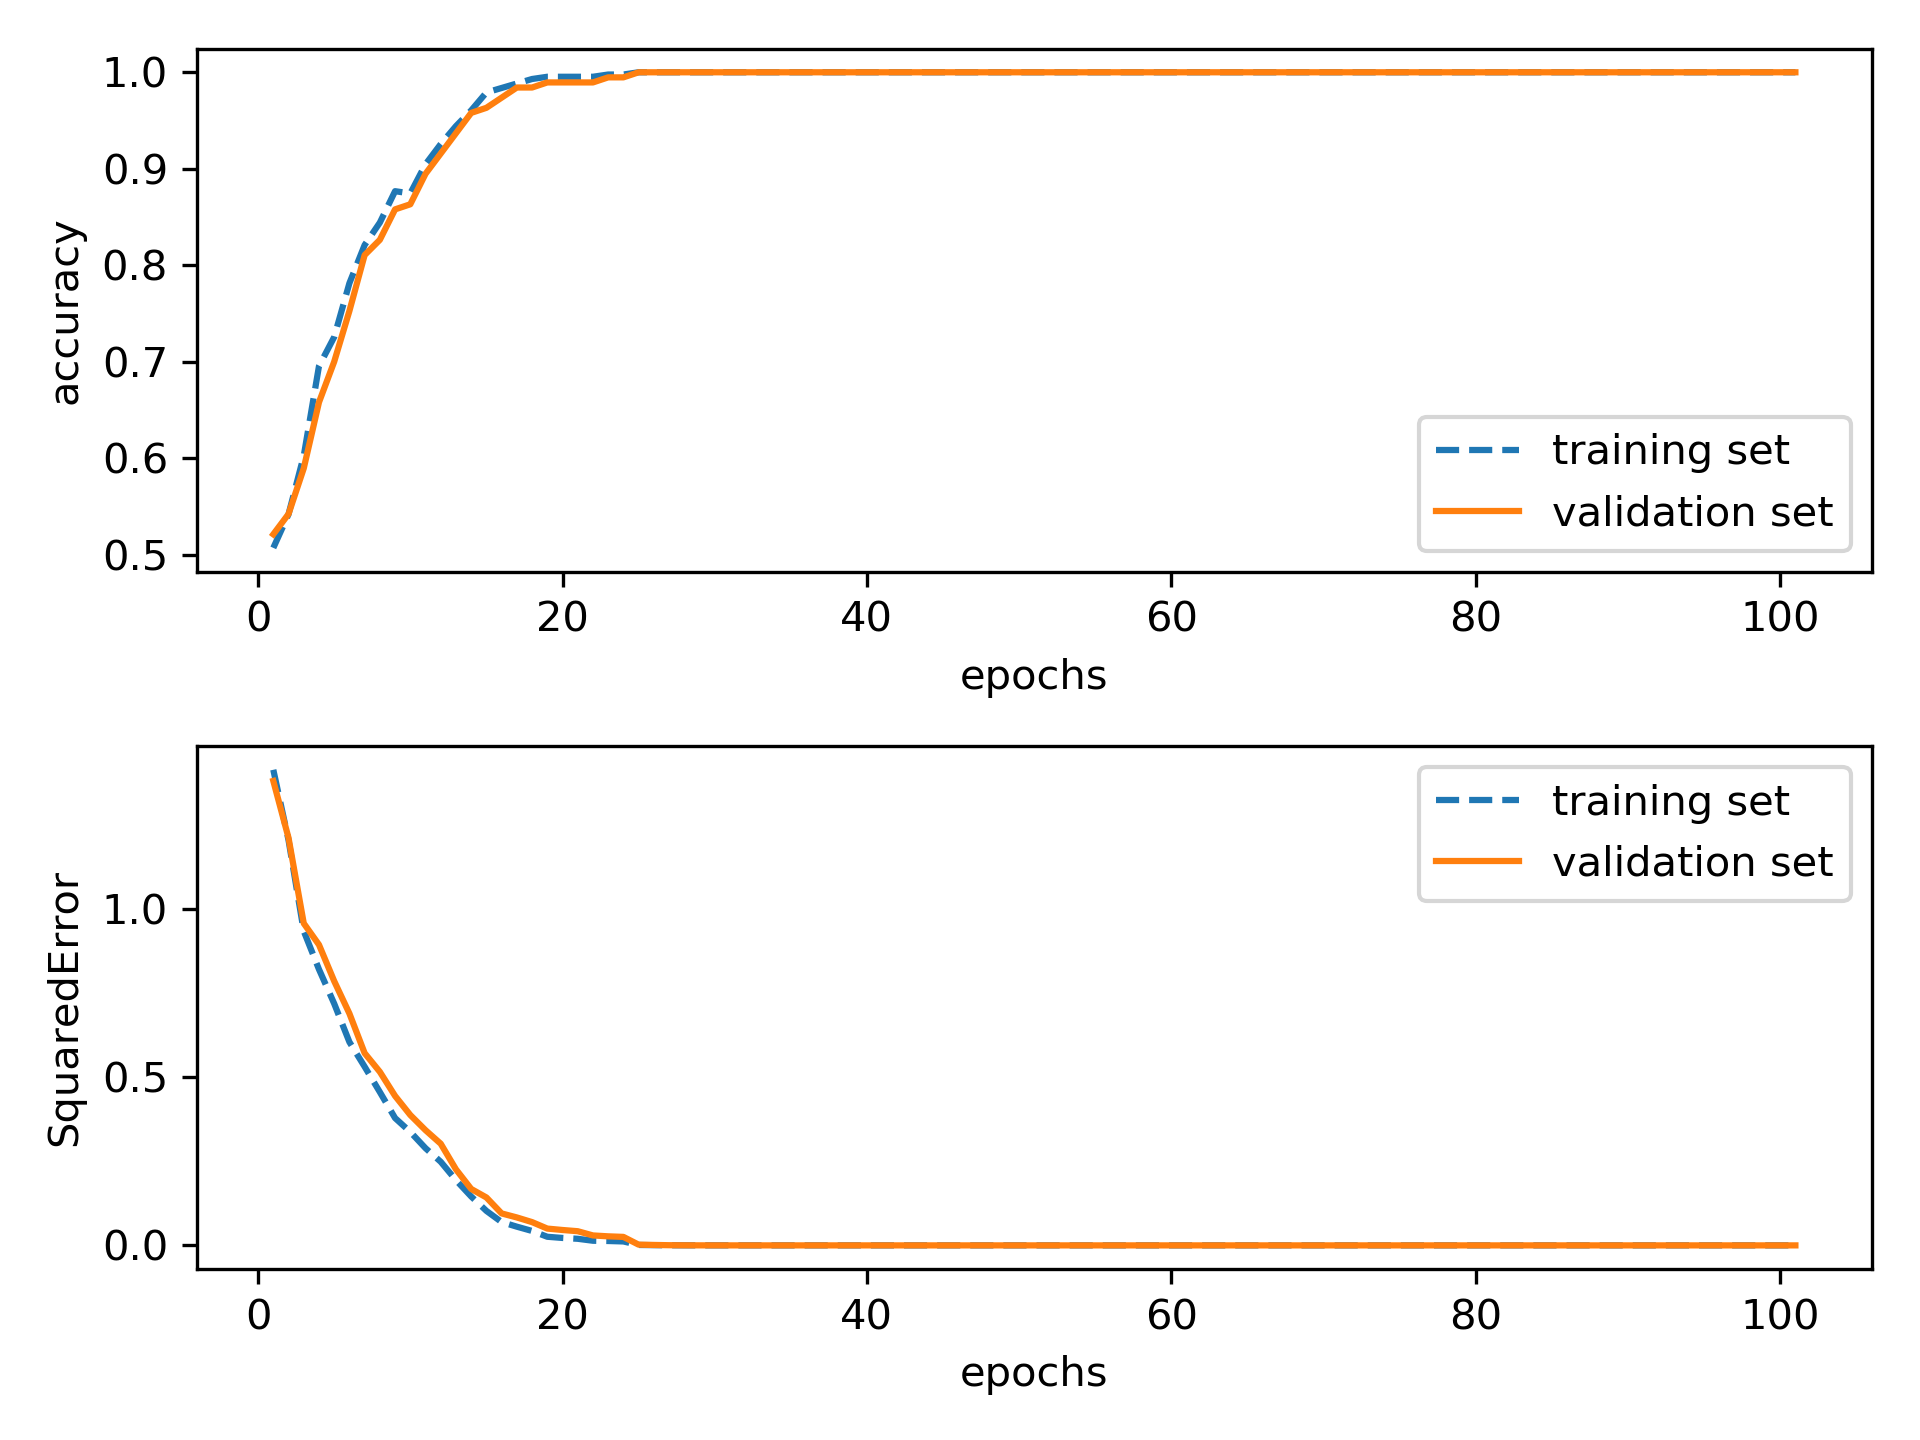 1.0
0.9
0.8
0.7
0.6
0.5
accuracy
training set
validation set
0 20 40 60 80 100
epochs
1.0
0.5
0.0
SquaredError
training set
validation set
0 20 40 60 80 100
epochs